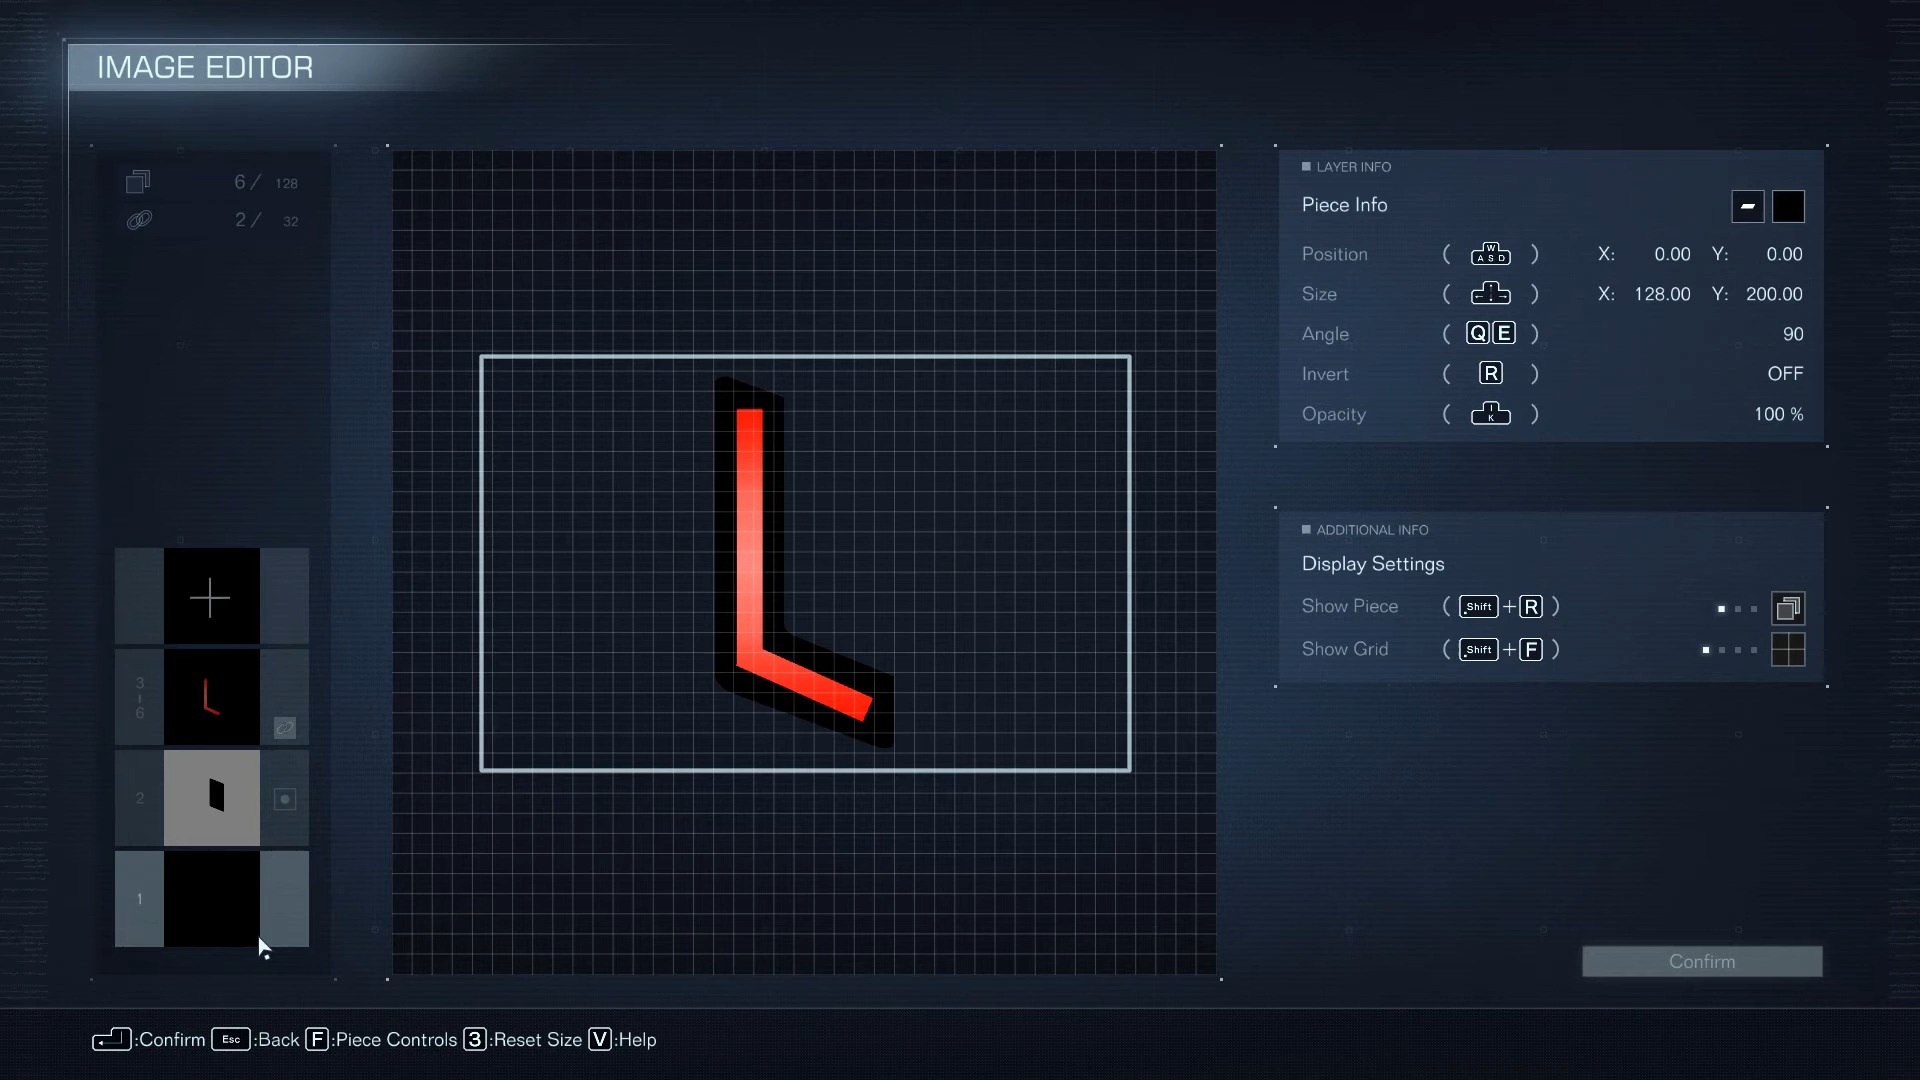 IMAGE EDITOR
6 / 128
2 / 32
3
6
2
1
LAYER INFO
Piece Info
Position ( W A S D ) X: 0.00 Y: 0.00
Size ( ← ↕ → ) X: 128.00 Y: 200.00
Angle ( Q E ) 90
Invert ( R ) OFF
Opacity ( I K ) 100 %
ADDITIONAL INFO
Display Settings
Show Piece ( Shift + R )
Show Grid ( Shift + F )
Confirm
:Confirm Esc :Back F :Piece Controls 3 :Reset Size V :Help